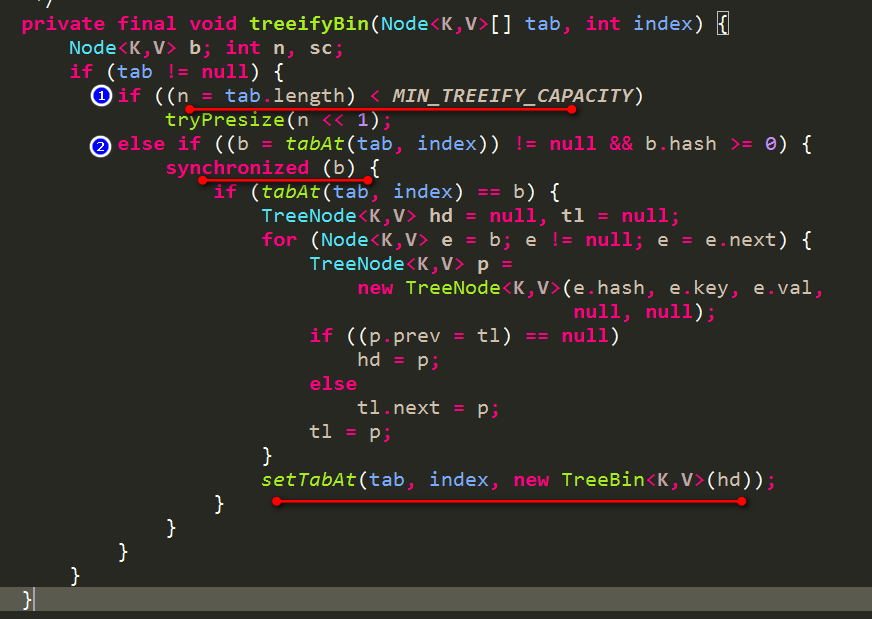 */
private final void treeifyBin(Node<K,V>[] tab, int index) {
    Node<K,V> b; int n, sc;
    if (tab != null) {
      1 if ((n = tab.length) < MIN_TREEIFY_CAPACITY)
            tryPresize(n << 1);
      2 else if ((b = tabAt(tab, index)) != null && b.hash >= 0) {
            synchronized (b) {
                if (tabAt(tab, index) == b) {
                    TreeNode<K,V> hd = null, tl = null;
                    for (Node<K,V> e = b; e != null; e = e.next) {
                        TreeNode<K,V> p =
                            new TreeNode<K,V>(e.hash, e.key, e.val,
                                              null, null);
                        if ((p.prev = tl) == null)
                            hd = p;
                        else
                            tl.next = p;
                        tl = p;
                    }
                    setTabAt(tab, index, new TreeBin<K,V>(hd));
                }
            }
        }
    }
}